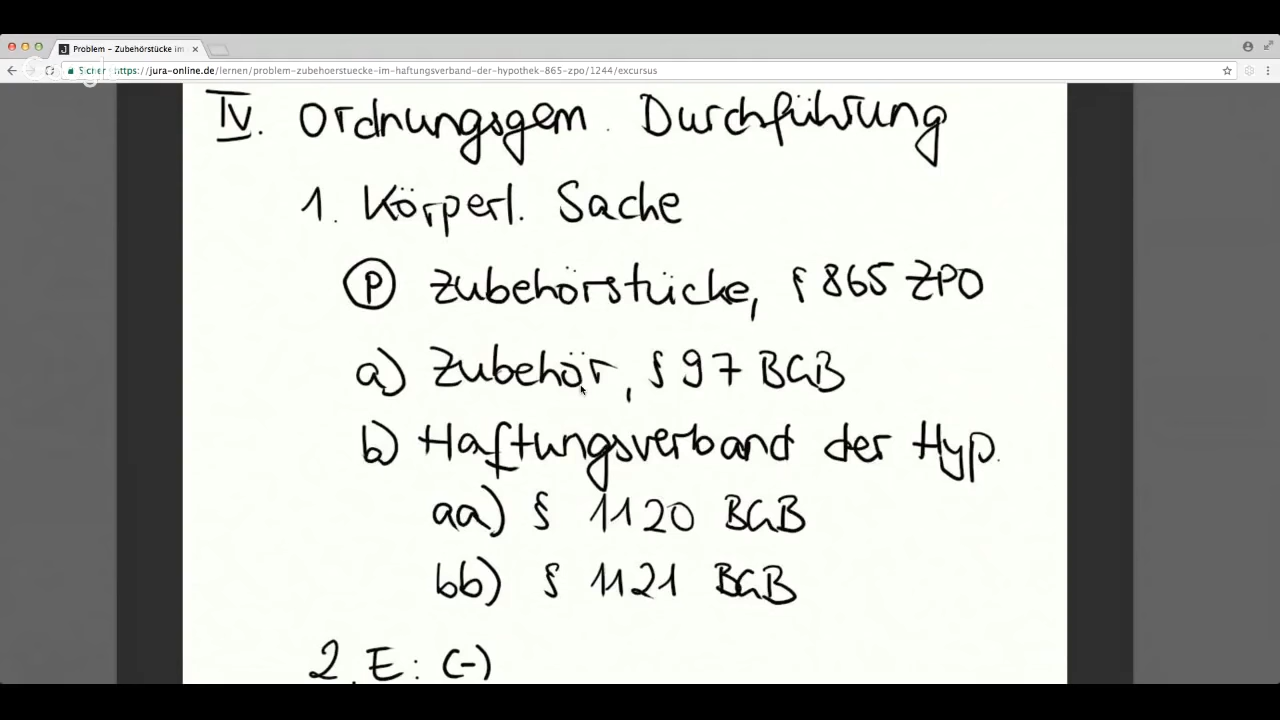 Problem – Zubehörstücke im
Sicher https://jura-online.de/lernen/problem-zubehoerstuecke-im-haftungsverband-der-hypothek-865-zpo/1244/excursus
IV. Ordnungsgem. Durchführung
1. Körperl. Sache
(P) Zubehörstücke, § 865 ZPO
a) Zubehör, § 97 BGB
b) Haftungsverband der Hyp.
aa) § 1120 BGB
bb) § 1121 BGB
2. E: (-)